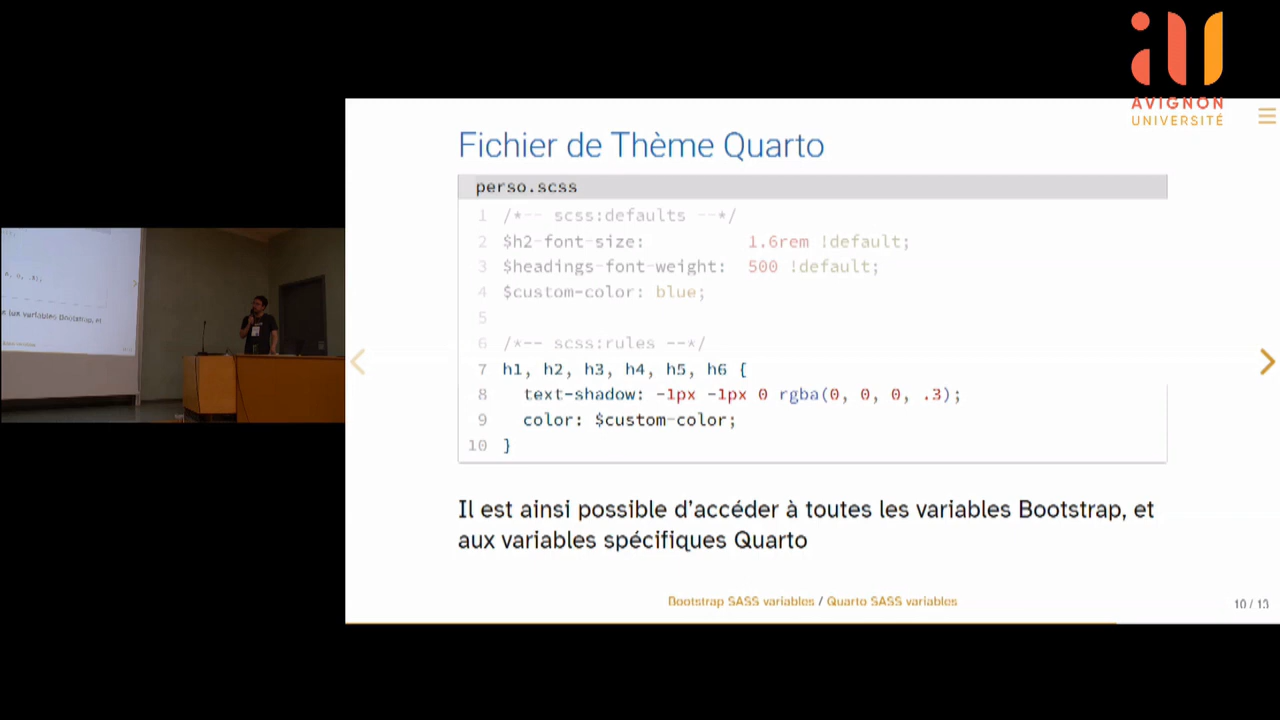 AVIGNON
UNIVERSITÉ
Fichier de Thème Quarto
perso.scss
1 /*-- scss:defaults --*/
2 $h2-font-size: 1.6rem !default;
3 $headings-font-weight: 500 !default;
4 $custom-color: blue;
5
6 /*-- scss:rules --*/
7 h1, h2, h3, h4, h5, h6 {
8 text-shadow: -1px -1px 0 rgba(0, 0, 0, .3);
9 color: $custom-color;
10 }
Il est ainsi possible d'accéder à toutes les variables Bootstrap, et
aux variables spécifiques Quarto
Bootstrap SASS variables / Quarto SASS variables
10 / 13